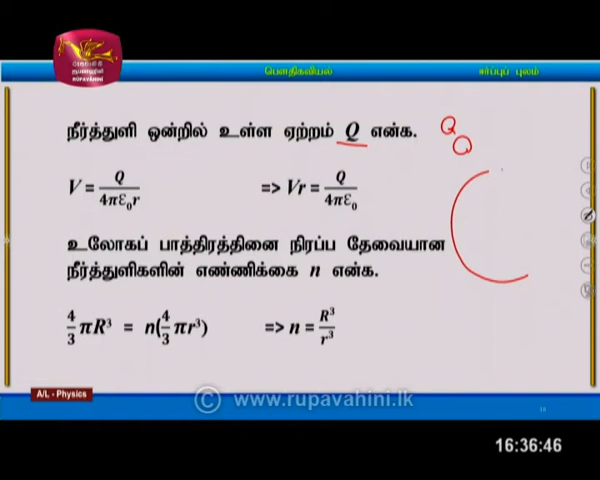 RUPAVAHINI
பௌதிகவியல் ஈர்ப்புப் புலம்
நீர்த்துளி ஒன்றில் உள்ள ஏற்றம் Q என்க. Q
Q
V = Q / 4πε₀r => Vr = Q / 4πε₀
உலோகப் பாத்திரத்தினை நிரப்ப தேவையான
நீர்த்துளிகளின் எண்ணிக்கை n என்க.
4/3 πR³ = n(4/3 πr³) => n = R³/r³
A/L - Physics
© www.rupavahini.lk
16:36:46